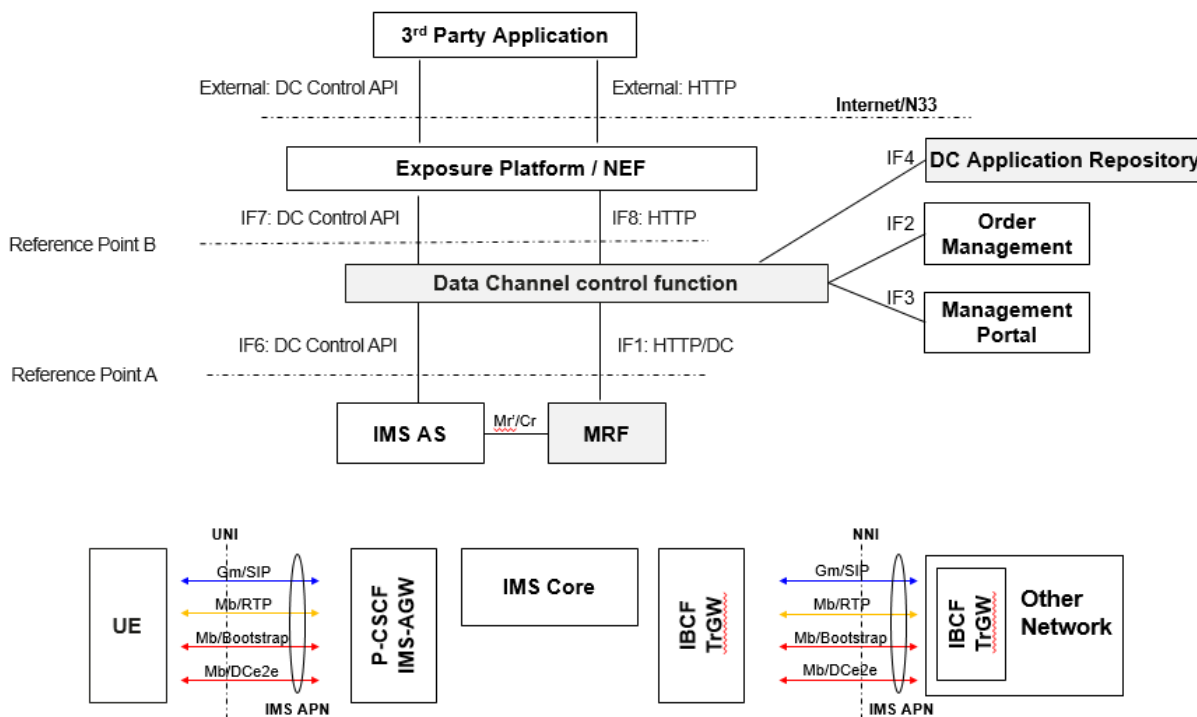 3rd Party Application
External: DC Control API
External: HTTP
Internet/N33
Exposure Platform / NEF
IF4
DC Application Repository
IF7: DC Control API
IF8: HTTP
IF2
Order
Management
Reference Point B
Data Channel control function
IF3
Management
Portal
IF6: DC Control API
IF1: HTTP/DC
Reference Point A
IMS AS
Mr'/Cr
MRF
UNI
NNI
UE
Gm/SIP
Mb/RTP
Mb/Bootstrap
Mb/DCe2e
IMS APN
P-CSCF
IMS-AGW
IMS Core
IBCF
TrGW
Gm/SIP
Mb/RTP
Mb/Bootstrap
Mb/DCe2e
IMS APN
IBCF
TrGW
Other
Network